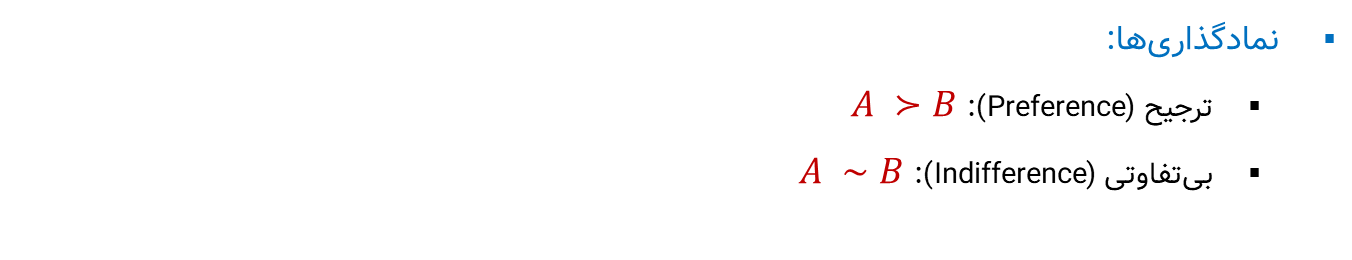 ▪ نمادگذاری‌ها:
▪ ترجیح (Preference): A ≻ B
▪ بی‌تفاوتی (Indifference): A ∼ B